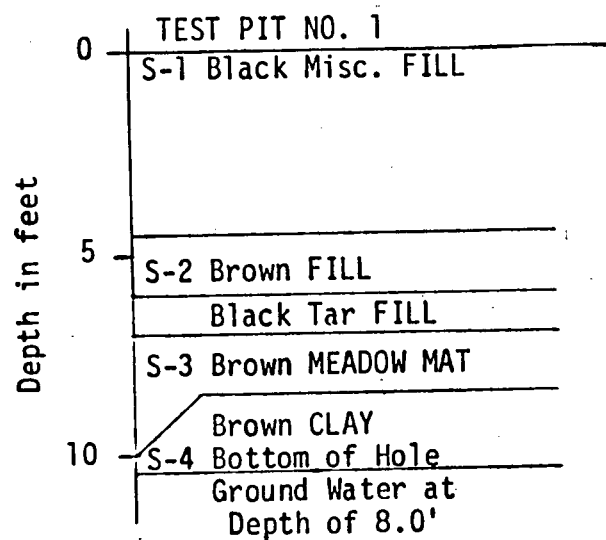 TEST PIT NO. 1
0
S-1 Black Misc. FILL
Depth in feet
5
S-2 Brown FILL
Black Tar FILL
S-3 Brown MEADOW MAT
Brown CLAY
10
S-4 Bottom of Hole
Ground Water at
Depth of 8.0'